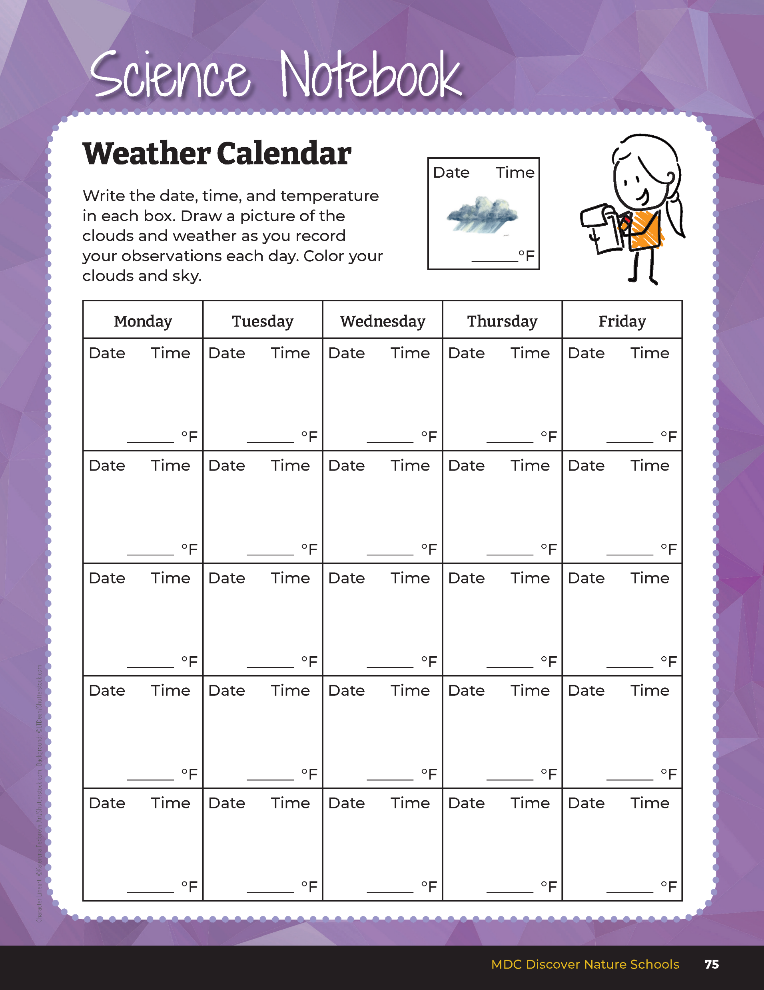 Science Notebook
Weather Calendar
Write the date, time, and temperature
in each box. Draw a picture of the
clouds and weather as you record
your observations each day. Color your
clouds and sky.
Date Time
______°F
Monday Tuesday Wednesday Thursday Friday
Date Time Date Time Date Time Date Time Date Time
______ °F ______ °F ______ °F ______ °F ______ °F
Date Time Date Time Date Time Date Time Date Time
______ °F ______ °F ______ °F ______ °F ______ °F
Date Time Date Time Date Time Date Time Date Time
______ °F ______ °F ______ °F ______ °F ______ °F
Date Time Date Time Date Time Date Time Date Time
______ °F ______ °F ______ °F ______ °F ______ °F
Date Time Date Time Date Time Date Time Date Time
______ °F ______ °F ______ °F ______ °F ______ °F
MDC Discover Nature Schools 75